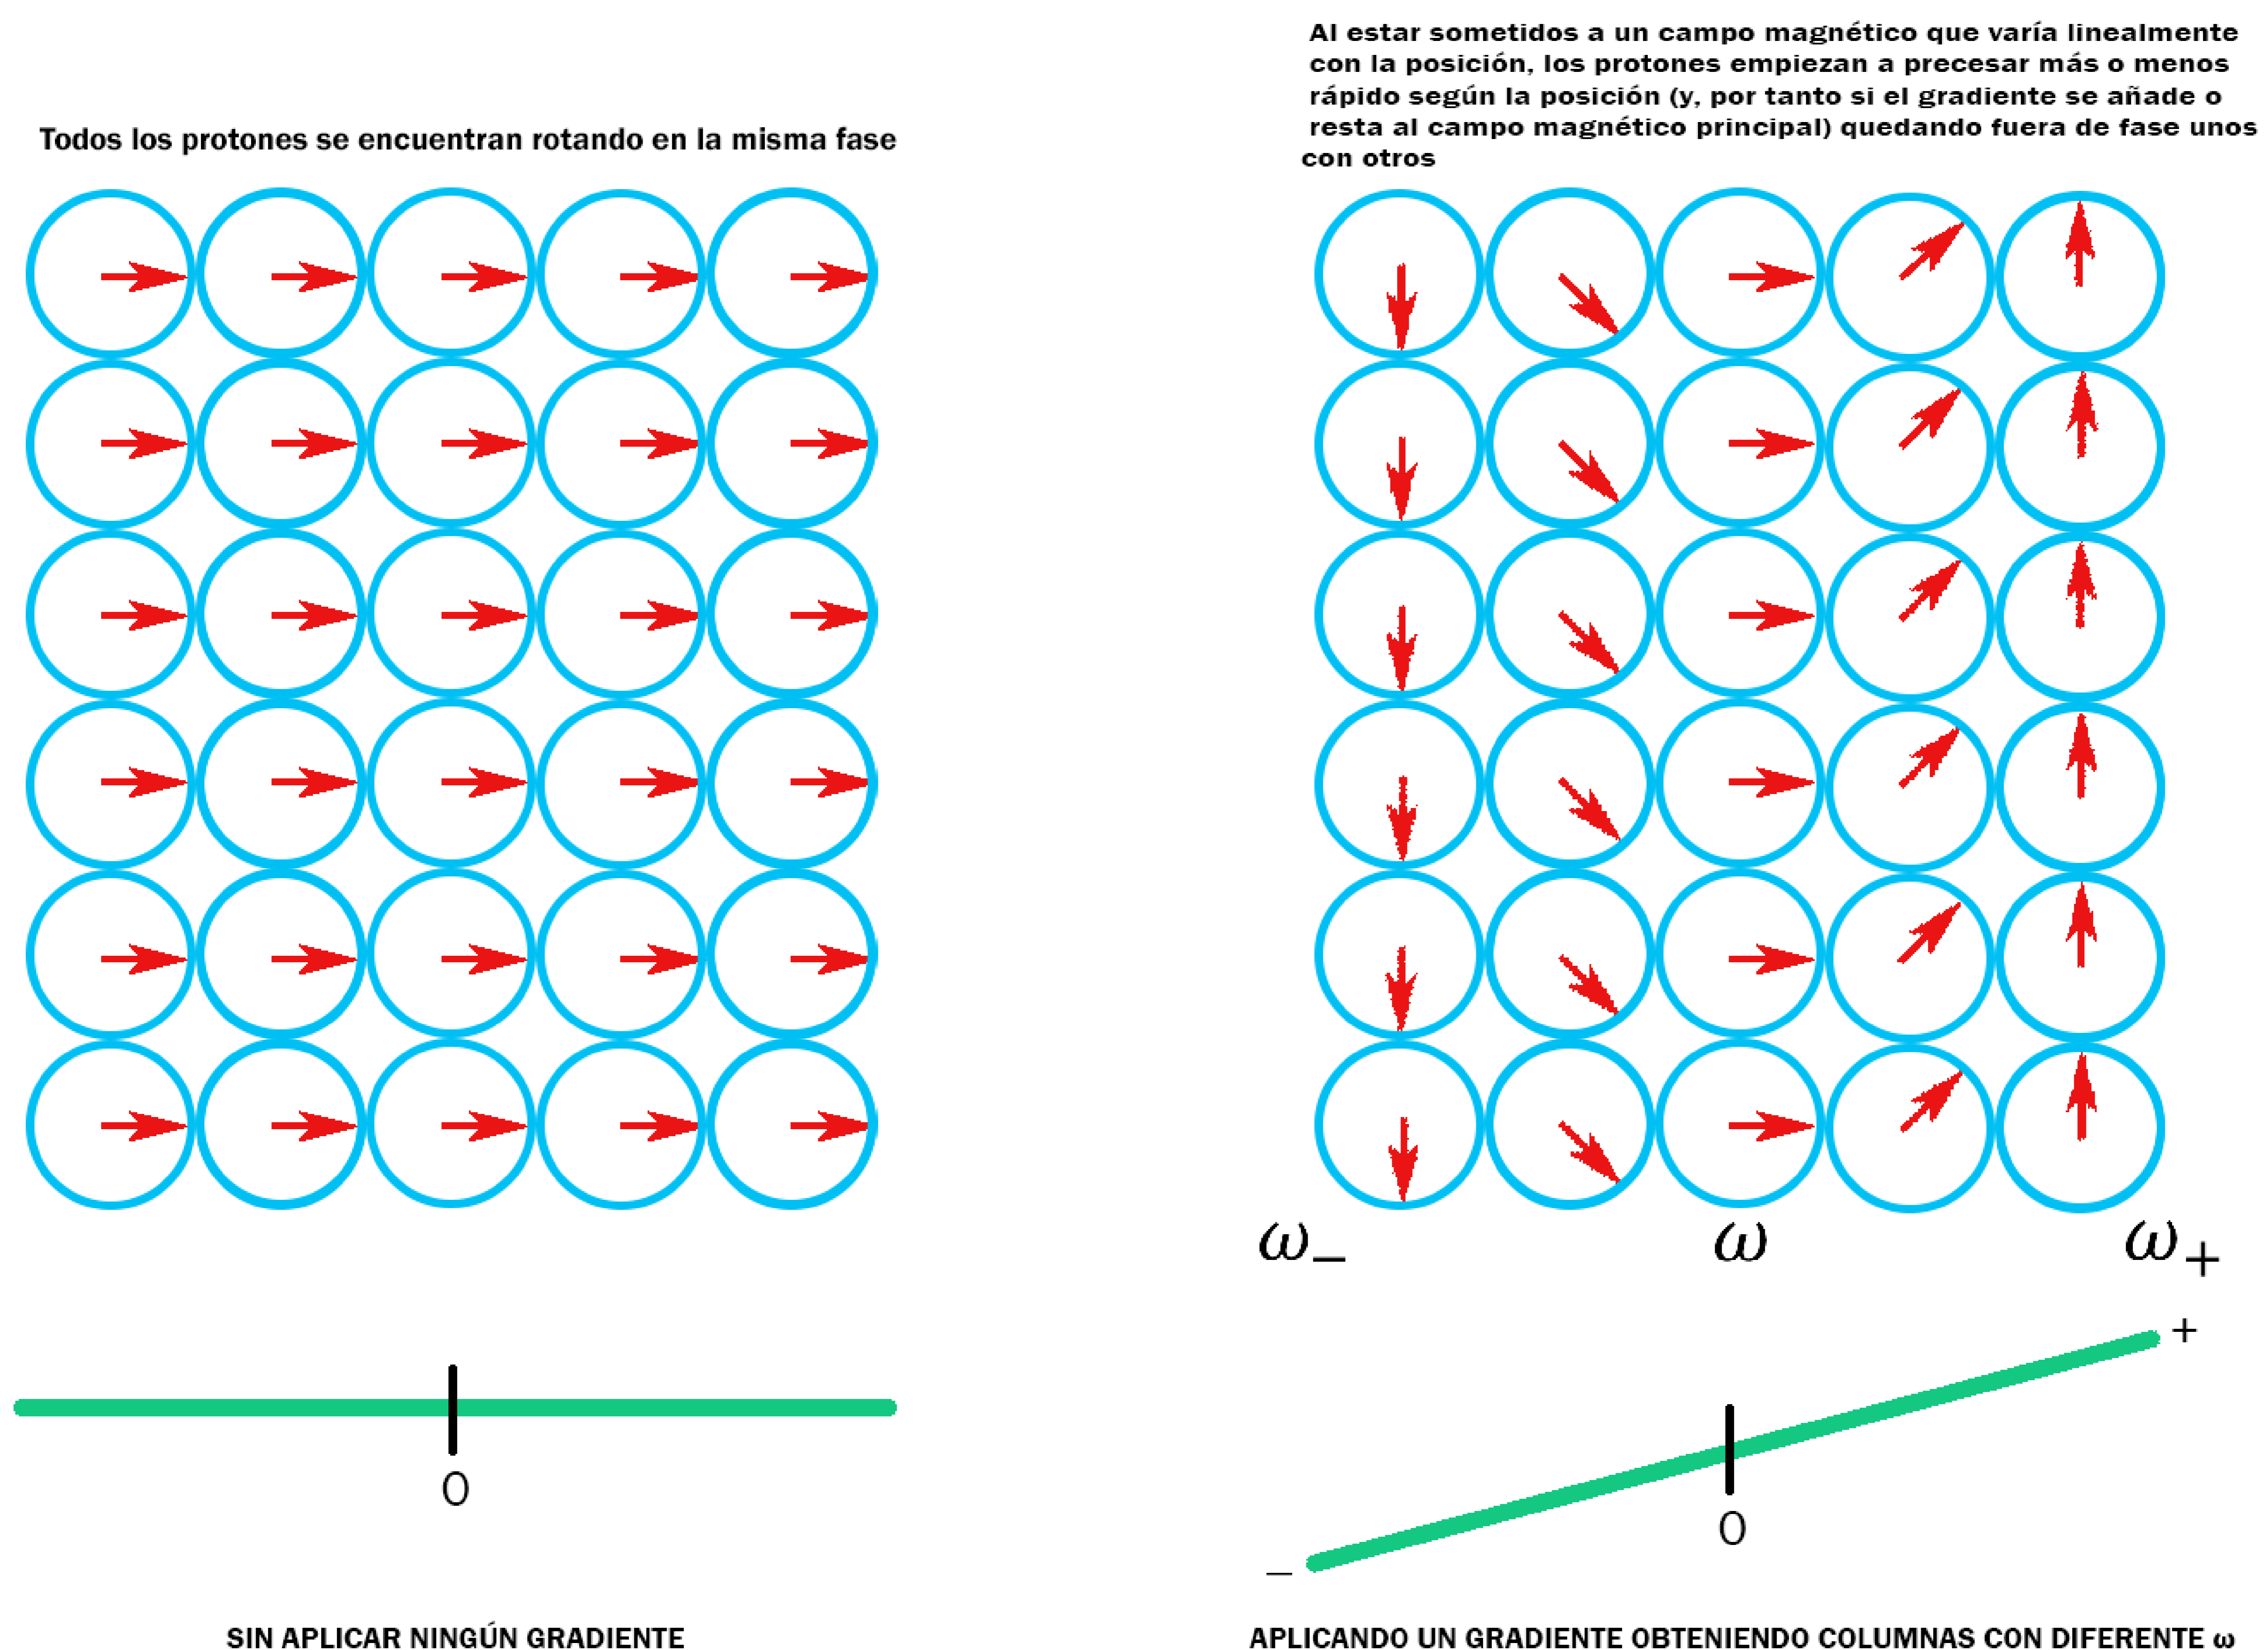 Todos los protones se encuentran rotando en la misma fase
0
SIN APLICAR NINGÚN GRADIENTE
Al estar sometidos a un campo magnético que varía linealmente
con la posición, los protones empiezan a precesar más o menos
rápido según la posición (y, por tanto si el gradiente se añade o
resta al campo magnético principal) quedando fuera de fase unos
con otros
ω− ω ω+
+
0
−
APLICANDO UN GRADIENTE OBTENIENDO COLUMNAS CON DIFERENTE ω